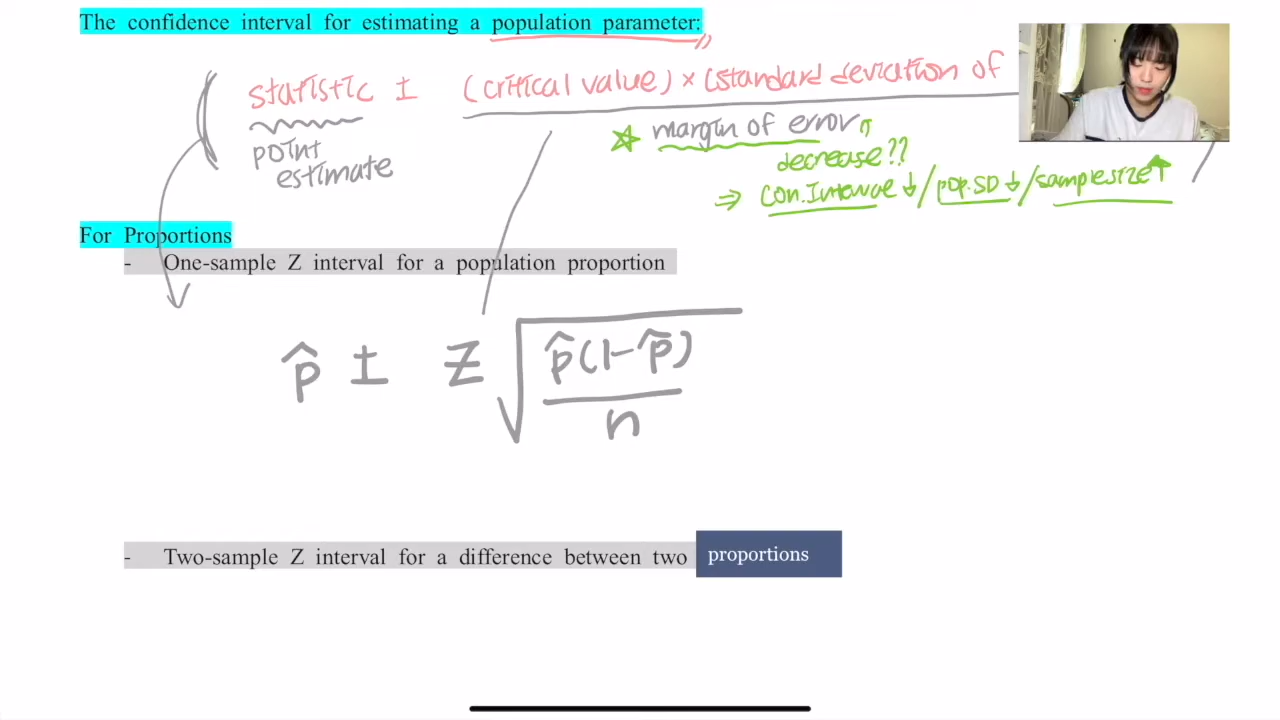 The confidence interval for estimating a population parameter:
statistic ± (critical value) × (standard deviation of
☆ margin of error
point
estimate
decrease??
⇒ con.Interval ↓ / pop.SD ↓ / sample size ↑
For Proportions
- One-sample Z interval for a population proportion
p̂ ± Z √ p̂(1-p̂)
n
- Two-sample Z interval for a difference between two proportions